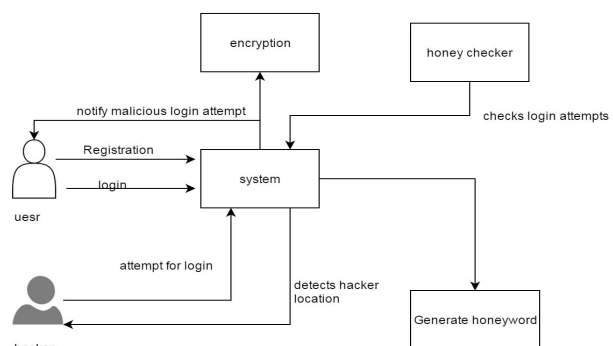 encryption
honey checker
notify malicious login attempt
checks login attempts
Registration
system
login
uesr
attempt for login
detects hacker
location
Generate honeyword